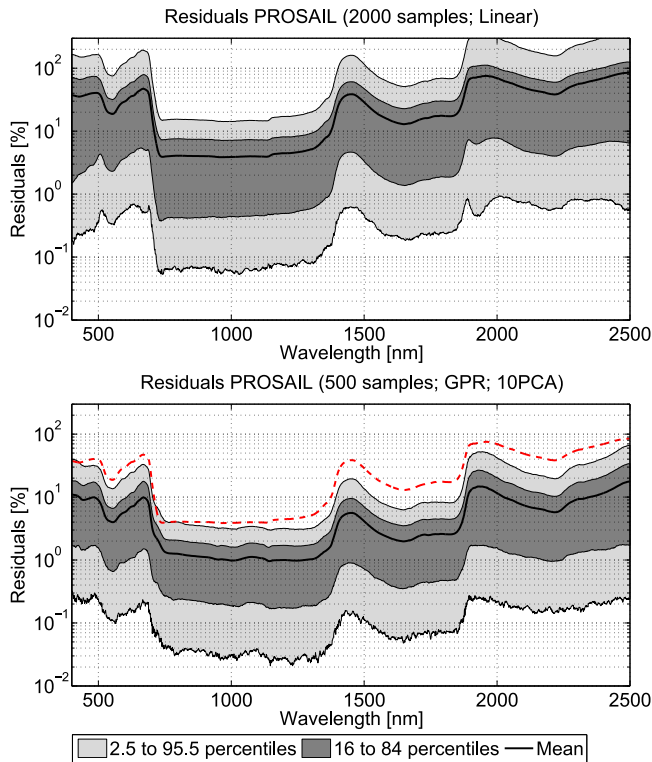 Residuals PROSAIL (2000 samples; Linear)
Residuals [%]
10²
10¹
10⁰
10⁻¹
10⁻²
500 1000 1500 2000 2500
Wavelength [nm]
Residuals PROSAIL (500 samples; GPR; 10PCA)
Residuals [%]
10²
10¹
10⁰
10⁻¹
10⁻²
500 1000 1500 2000 2500
Wavelength [nm]
2.5 to 95.5 percentiles 16 to 84 percentiles Mean